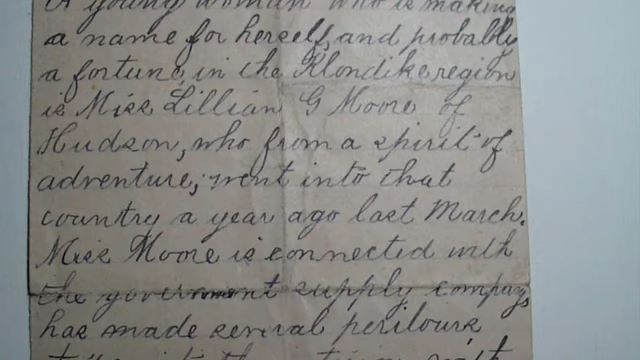 A young woman who is making
a name for herself, and probably
a fortune, in the Klondike region
is Miss Lillian G Moore of
Hudson, who from a spirit of
adventure, went into that
country a year ago last March.
Miss Moore is connected with
the government supply company,
has made several perilours